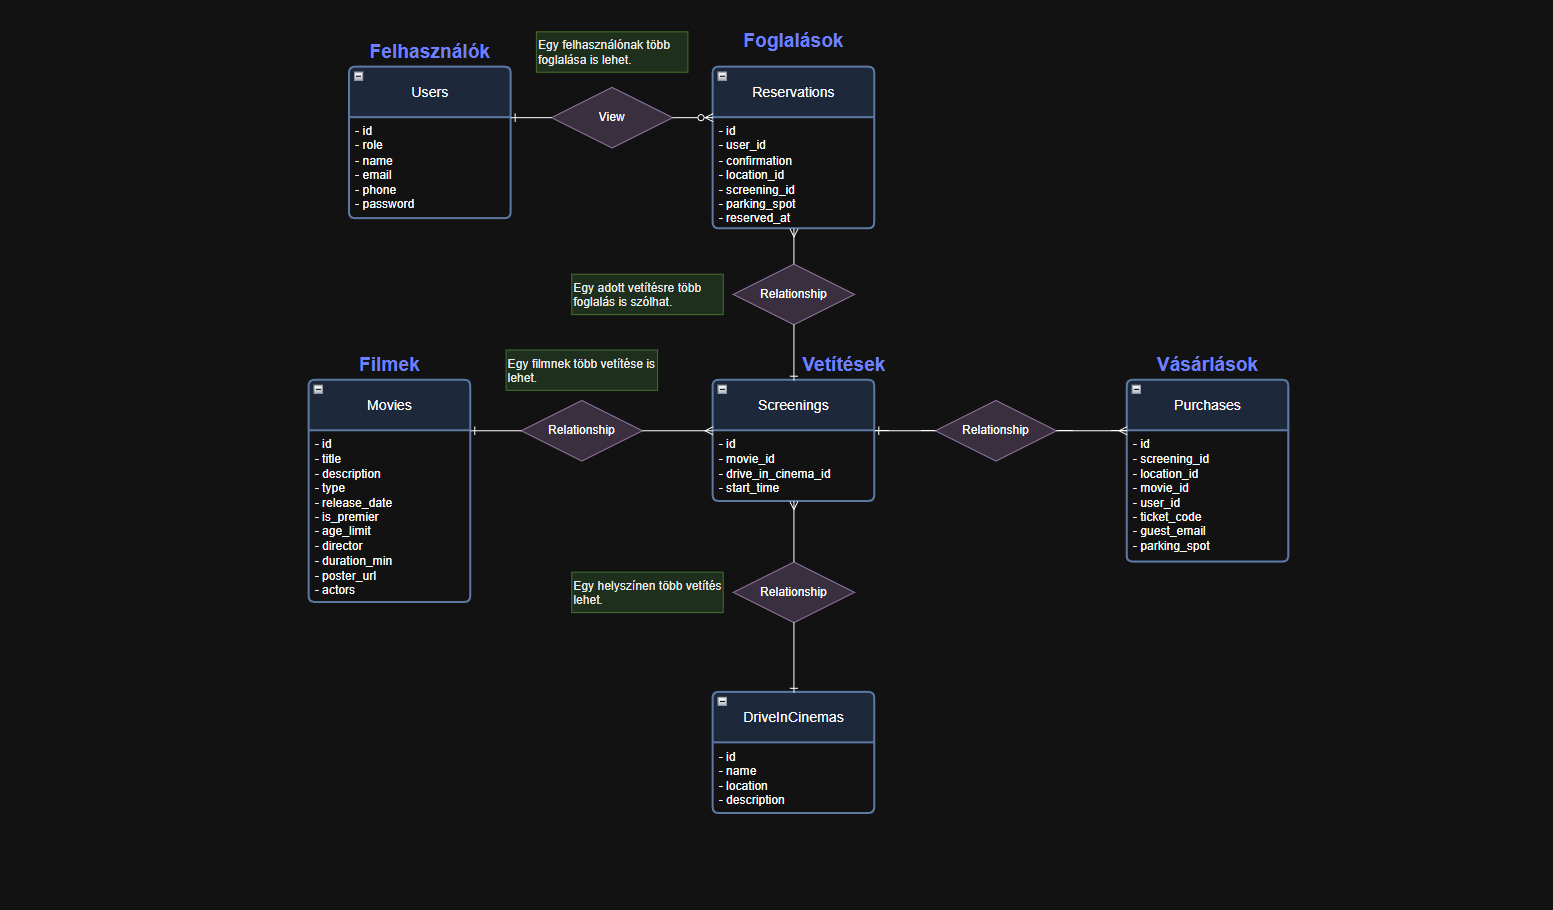 Felhasználók
Egy felhasználónak több
foglalása is lehet.
Foglalások
Users
- id
- role
- name
- email
- phone
- password
View
Reservations
- id
- user_id
- confirmation
- location_id
- screening_id
- parking_spot
- reserved_at
Egy adott vetítésre több
foglalás is szólhat.
Relationship
Filmek
Egy filmnek több vetítése is
lehet.
Vetítések
Vásárlások
Movies
- id
- title
- description
- type
- release_date
- is_premier
- age_limit
- director
- duration_min
- poster_url
- actors
Relationship
Screenings
- id
- movie_id
- drive_in_cinema_id
- start_time
Relationship
Purchases
- id
- screening_id
- location_id
- movie_id
- user_id
- ticket_code
- guest_email
- parking_spot
Egy helyszínen több vetítés
lehet.
Relationship
DriveInCinemas
- id
- name
- location
- description